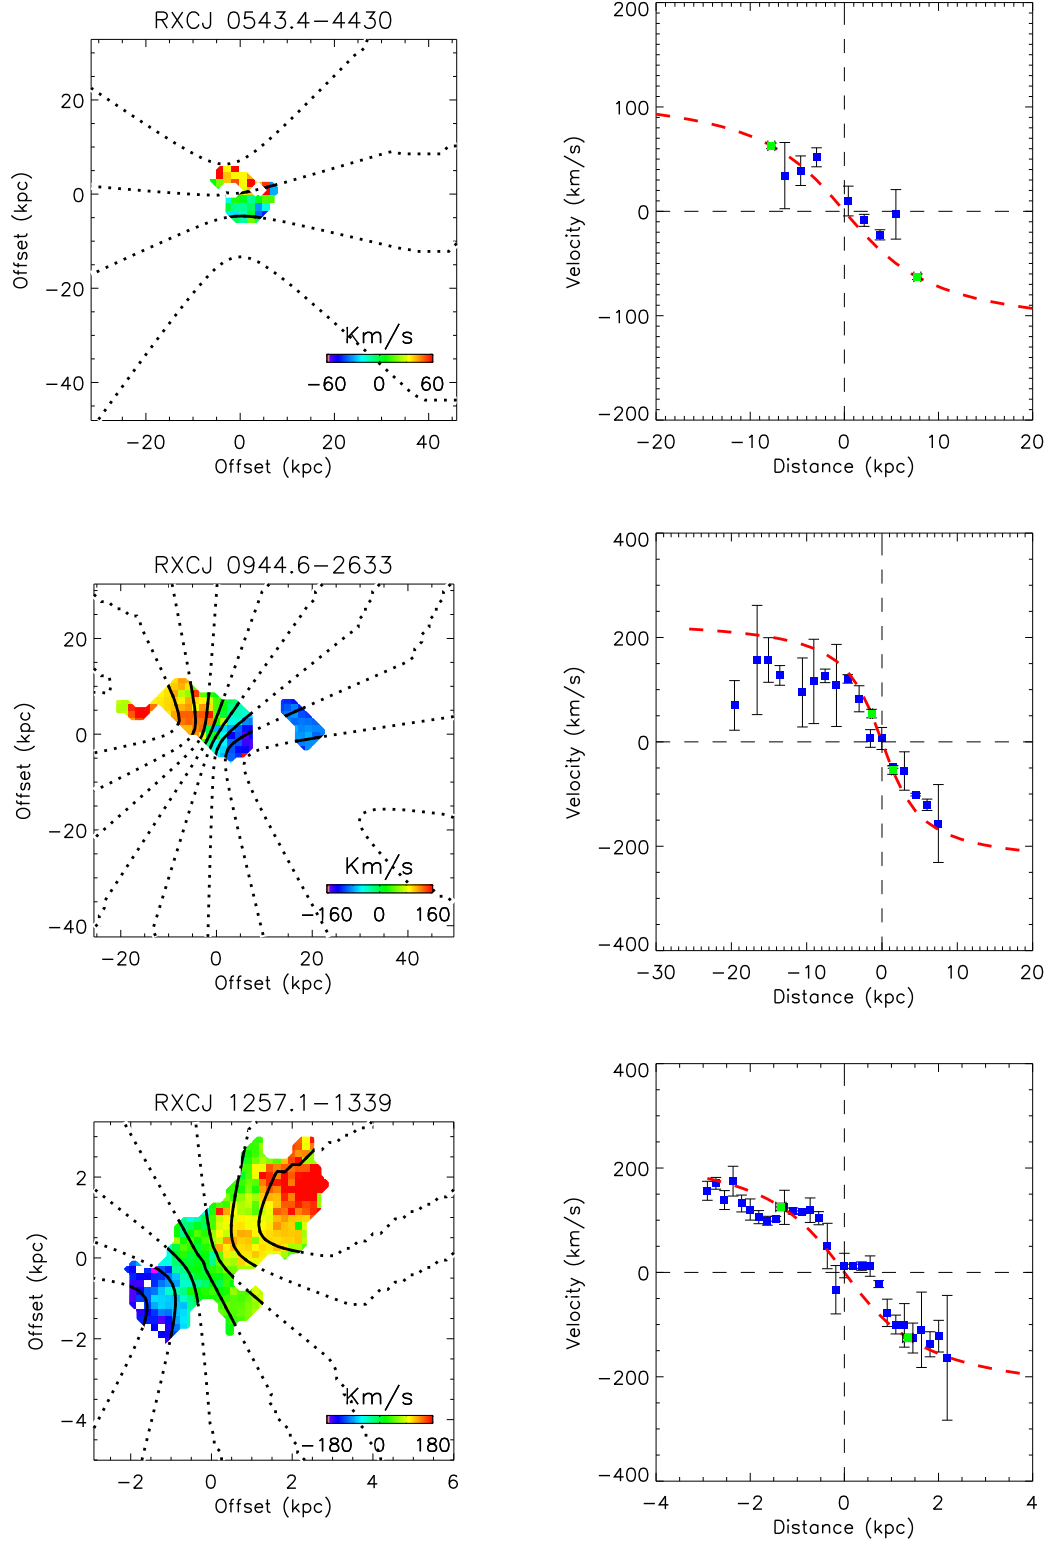 RXCJ 0543.4−4430
20
0
−20
−40
Offset (kpc)
Km/s
−60 0 60
−20 0 20 40
Offset (kpc)
200
100
0
−100
−200
Velocity (km/s)
−20 −10 0 10 20
Distance (kpc)
RXCJ 0944.6−2633
20
0
−20
−40
Offset (kpc)
Km/s
−160 0 160
−20 0 20 40
Offset (kpc)
400
200
0
−200
−400
Velocity (km/s)
−30 −20 −10 0 10 20
Distance (kpc)
RXCJ 1257.1−1339
2
0
−2
−4
Offset (kpc)
Km/s
−180 0 180
−2 0 2 4 6
Offset (kpc)
400
200
0
−200
−400
Velocity (km/s)
−4 −2 0 2 4
Distance (kpc)